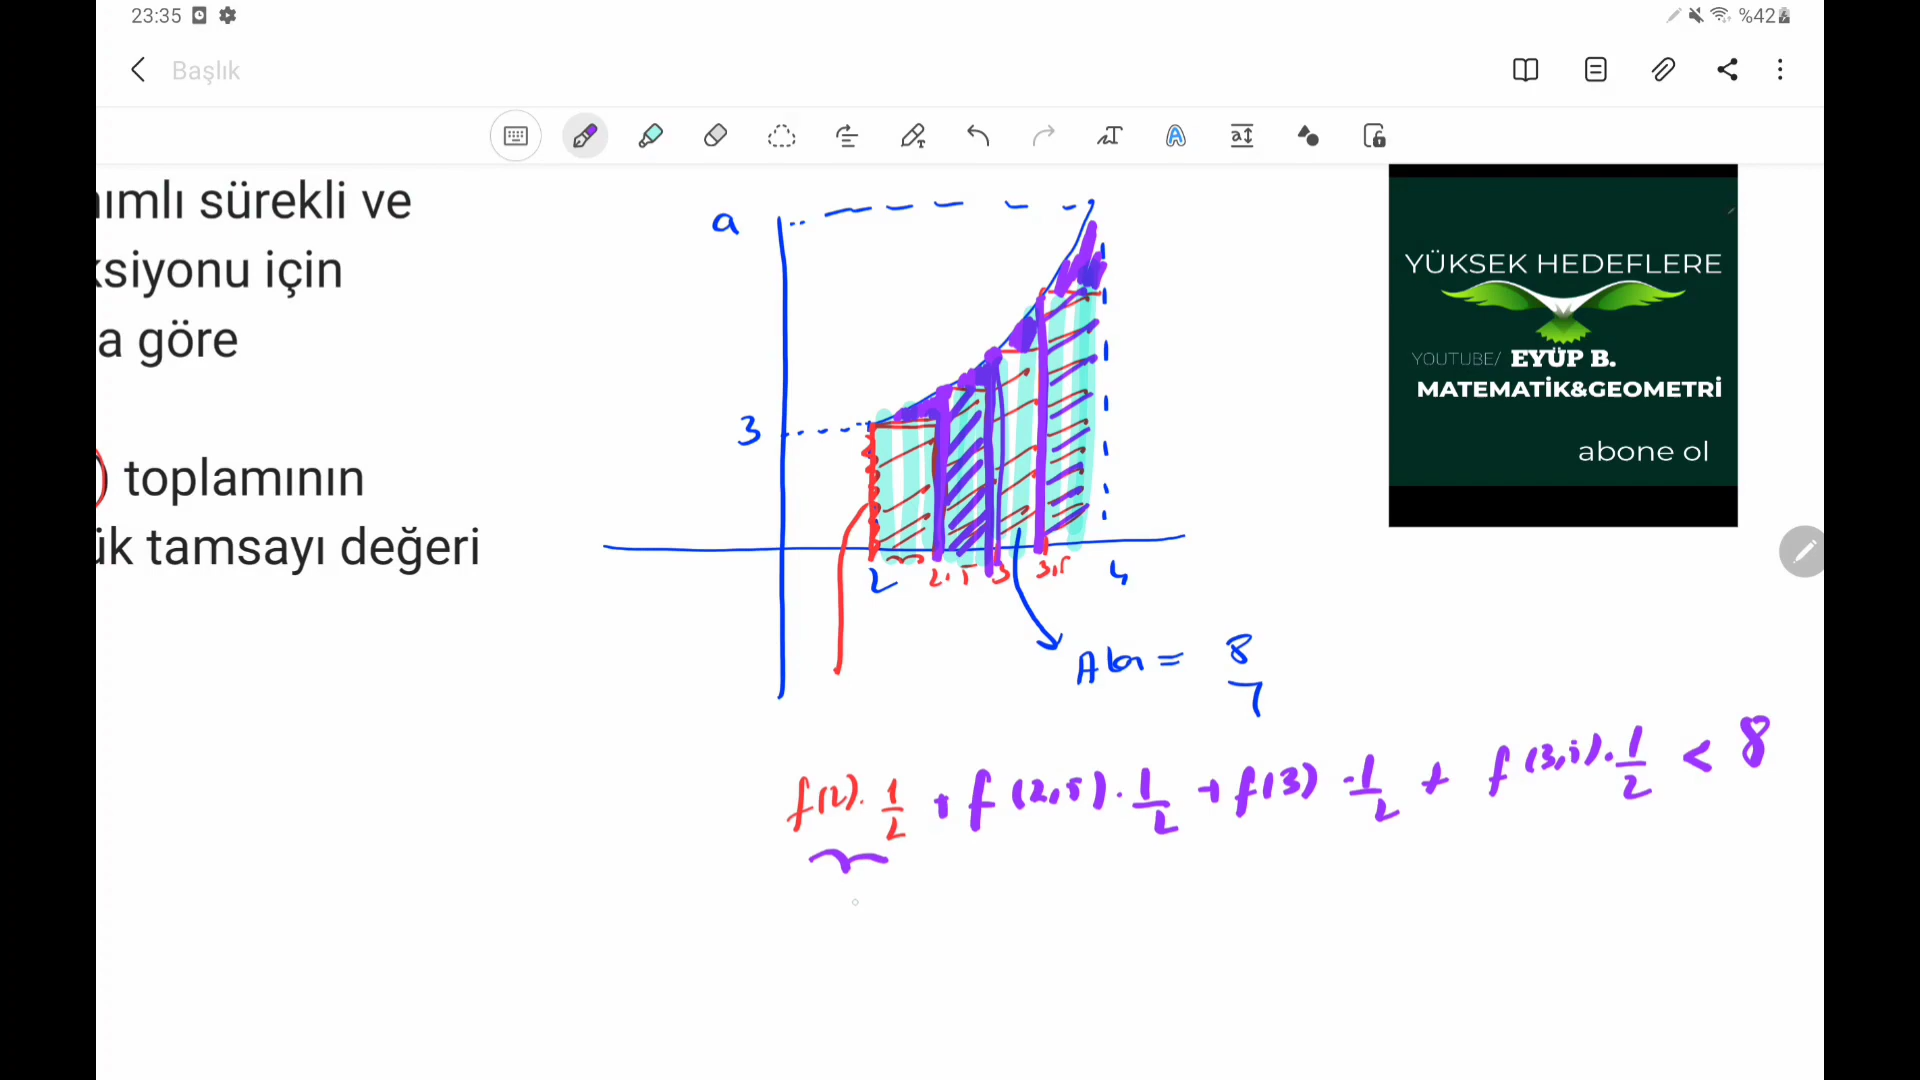 23:35 %42
Başlık
ımlı sürekli ve
ksiyonu için
a göre
) toplamının
ük tamsayı değeri
a
3
2 2,5 3 3,5 4
Alan = 8
7
f(2).1/2 + f(2,5).1/2 + f(3).1/2 + f(3,5).1/2 < 8
YÜKSEK HEDEFLERE
YOUTUBE/ EYÜP B.
MATEMATİK&GEOMETRİ
abone ol